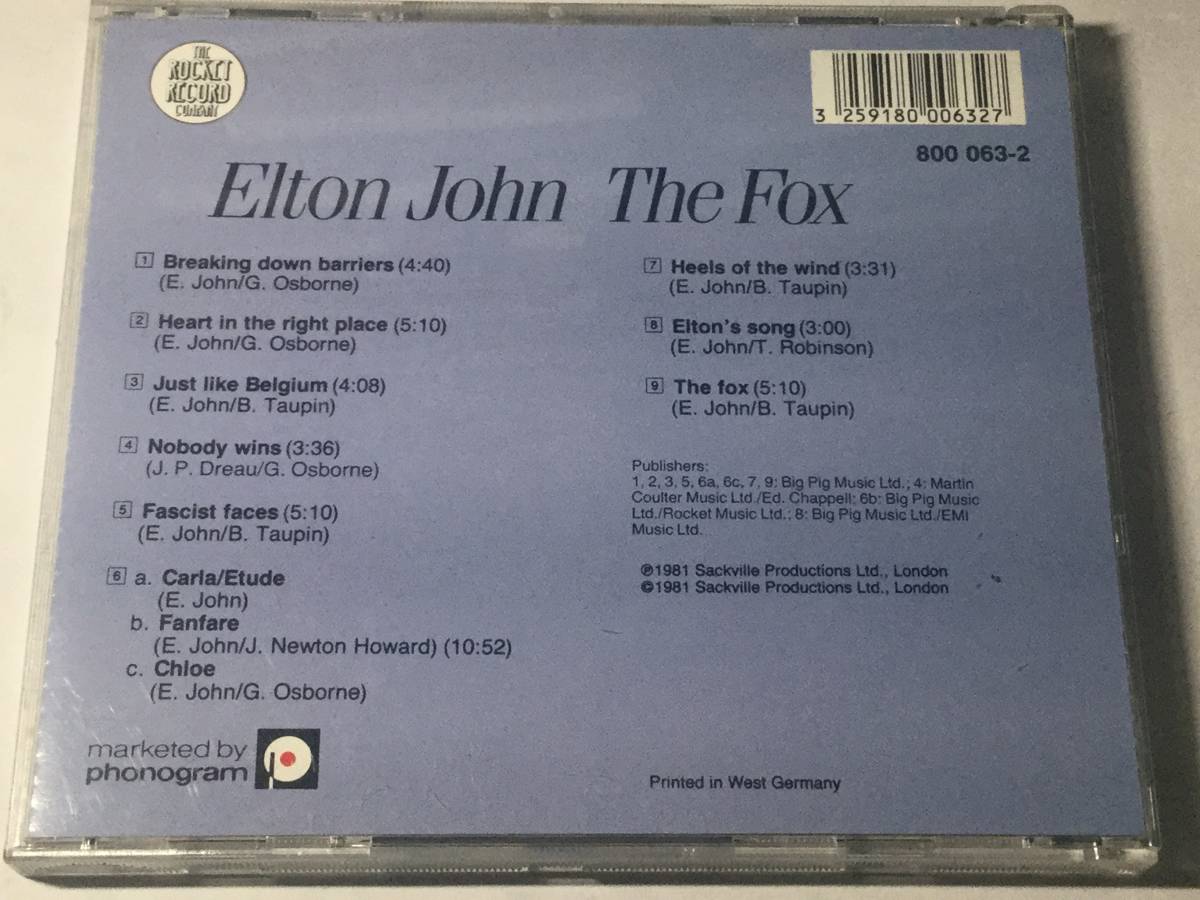 THE
ROCKET
RECORD
COMPANY
3 259180 006327
800 063-2
Elton John The Fox
1 Breaking down barriers (4:40)
(E. John/G. Osborne)
2 Heart in the right place (5:10)
(E. John/G. Osborne)
3 Just like Belgium (4:08)
(E. John/B. Taupin)
4 Nobody wins (3:36)
(J. P. Dreau/G. Osborne)
5 Fascist faces (5:10)
(E. John/B. Taupin)
6 a. Carla/Etude
(E. John)
b. Fanfare
(E. John/J. Newton Howard) (10:52)
c. Chloe
(E. John/G. Osborne)
7 Heels of the wind (3:31)
(E. John/B. Taupin)
8 Elton's song (3:00)
(E. John/T. Robinson)
9 The fox (5:10)
(E. John/B. Taupin)
Publishers:
1, 2, 3, 5, 6a, 6c, 7, 9: Big Pig Music Ltd.; 4: Martin
Coulter Music Ltd./Ed. Chappell; 6b: Big Pig Music
Ltd./Rocket Music Ltd.; 8: Big Pig Music Ltd./EMI
Music Ltd.
℗1981 Sackville Productions Ltd., London
©1981 Sackville Productions Ltd., London
marketed by
phonogram
Printed in West Germany